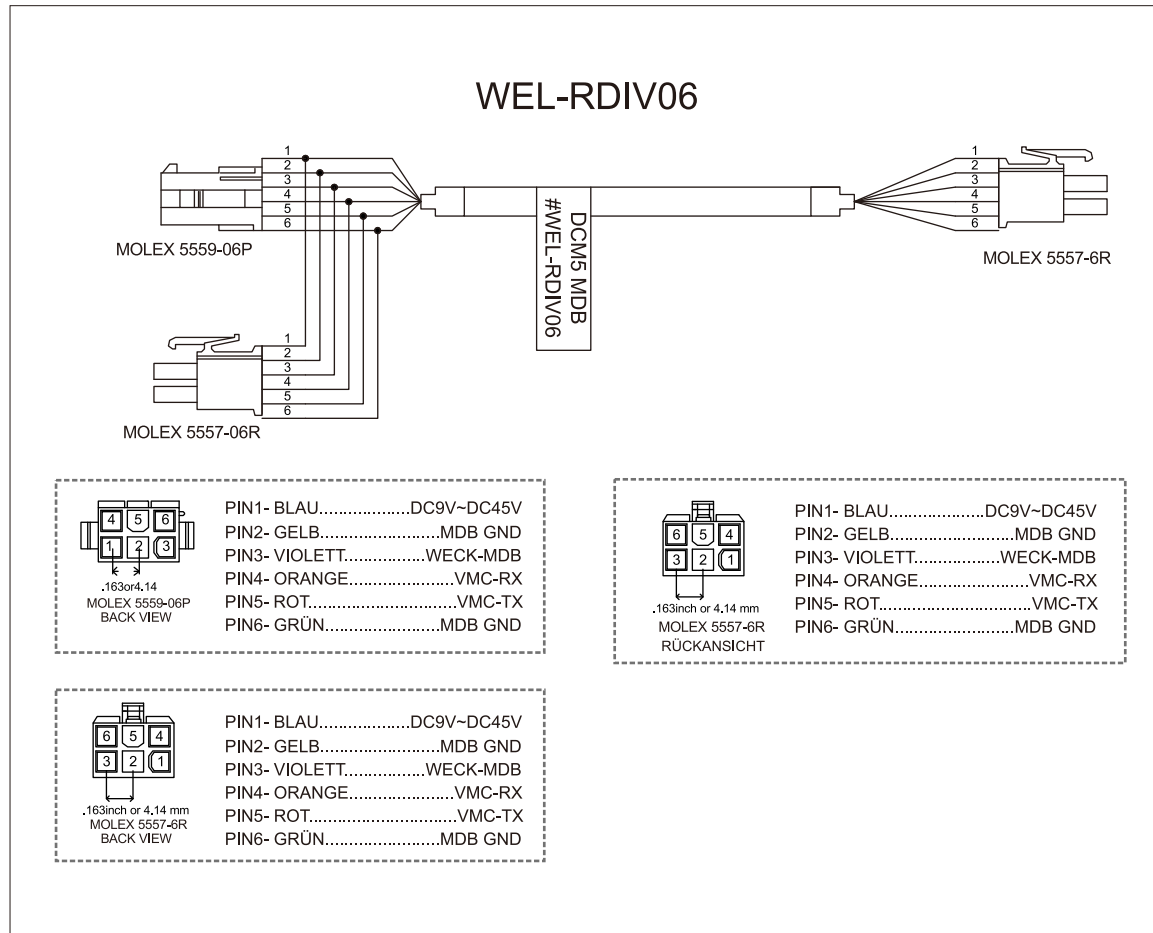 WEL-RDIV06
1
2
3
4
5
6
MOLEX 5559-06P
DCM5 MDB
#WEL-RDIV06
1
2
3
4
5
6
MOLEX 5557-6R
1
2
3
4
5
6
MOLEX 5557-06R
4 5 6
1 2 3
.163or4.14
MOLEX 5559-06P
BACK VIEW
PIN1- BLAU...............DC9V~DC45V
PIN2- GELB.......................MDB GND
PIN3- VIOLETT.............WECK-MDB
PIN4- ORANGE.....................VMC-RX
PIN5- ROT.............................VMC-TX
PIN6- GRÜN.......................MDB GND
6 5 4
3 2 1
.163inch or 4.14 mm
MOLEX 5557-6R
RÜCKANSICHT
PIN1- BLAU...............DC9V~DC45V
PIN2- GELB.......................MDB GND
PIN3- VIOLETT.............WECK-MDB
PIN4- ORANGE.....................VMC-RX
PIN5- ROT.............................VMC-TX
PIN6- GRÜN.......................MDB GND
6 5 4
3 2 1
.163inch or 4.14 mm
MOLEX 5557-6R
BACK VIEW
PIN1- BLAU...............DC9V~DC45V
PIN2- GELB.......................MDB GND
PIN3- VIOLETT.............WECK-MDB
PIN4- ORANGE.....................VMC-RX
PIN5- ROT.............................VMC-TX
PIN6- GRÜN.......................MDB GND